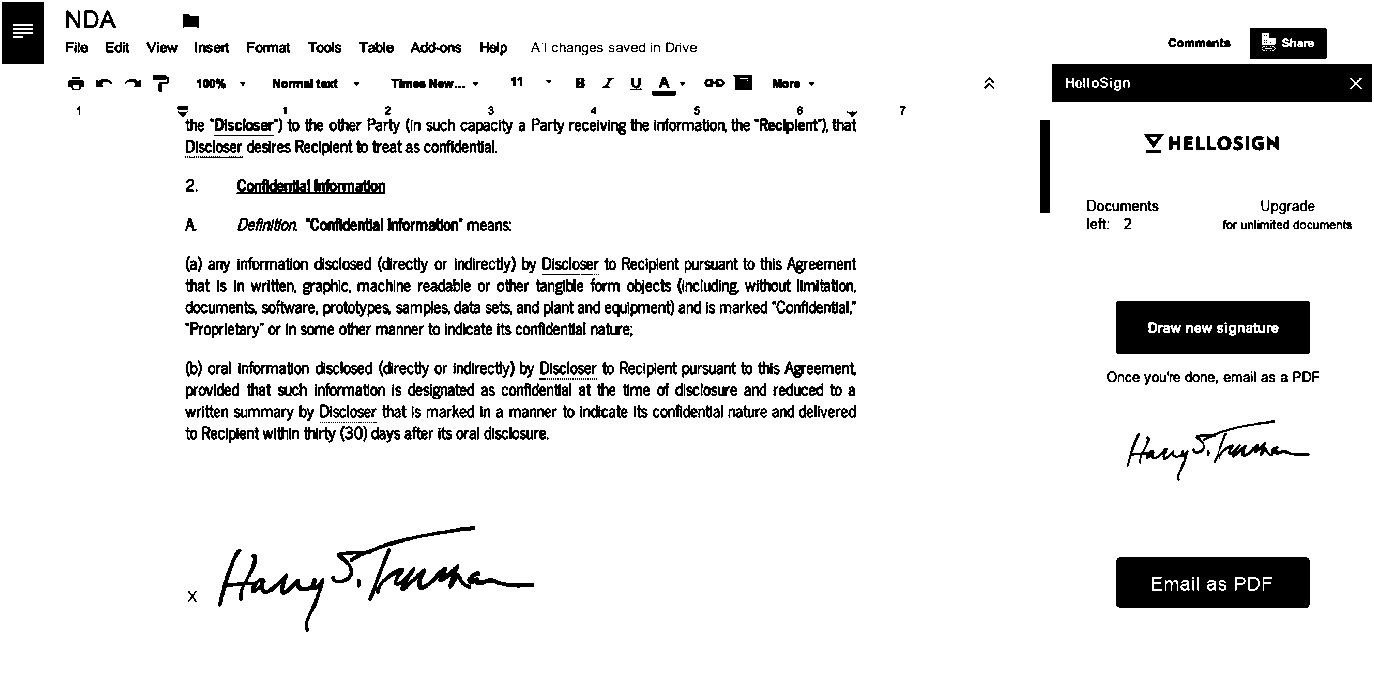 NDA
File Edit View Insert Format Tools Table Add-ons Help All changes saved in Drive
Comments
Share
100% Normal text Times New... 11 B I U A More
HelloSign
1 1 2 3 4 5 6 7
the "Discloser") to the other Party (in such capacity a Party receiving the information, the "Recipient"), that
Discloser desires Recipient to treat as confidential.
2. Confidential Information
A. Definition. "Confidential Information" means:
(a) any information disclosed (directly or indirectly) by Discloser to Recipient pursuant to this Agreement
that is in written, graphic, machine readable or other tangible form objects (including, without limitation,
documents, software, prototypes, samples, data sets, and plant and equipment) and is marked "Confidential,"
"Proprietary" or in some other manner to indicate its confidential nature;
(b) oral information disclosed (directly or indirectly) by Discloser to Recipient pursuant to this Agreement,
provided that such information is designated as confidential at the time of disclosure and reduced to a
written summary by Discloser that is marked in a manner to indicate its confidential nature and delivered
to Recipient within thirty (30) days after its oral disclosure.
X Harry S. Truman
HELLOSIGN
Documents
left: 2
Upgrade
for unlimited documents
Draw new signature
Once you're done, email as a PDF
Harry S. Truman
Email as PDF